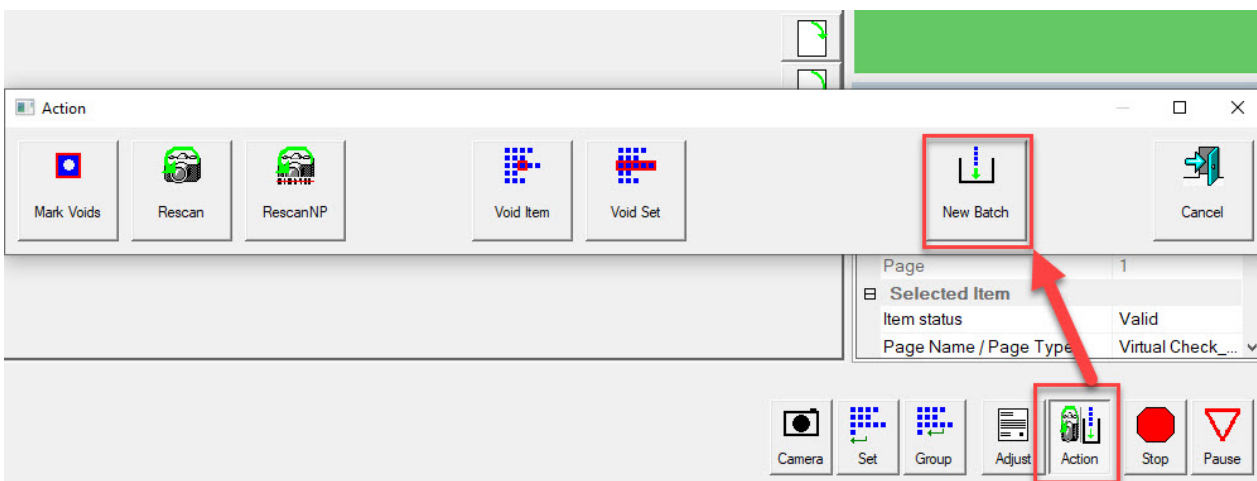 Action
Mark Voids
Rescan
RescanNP
Void Item
Void Set
New Batch
Cancel
Page 1
Selected Item
Item status Valid
Page Name / Page Type Virtual Check_...
Camera
Set
Group
Adjust
Action
Stop
Pause